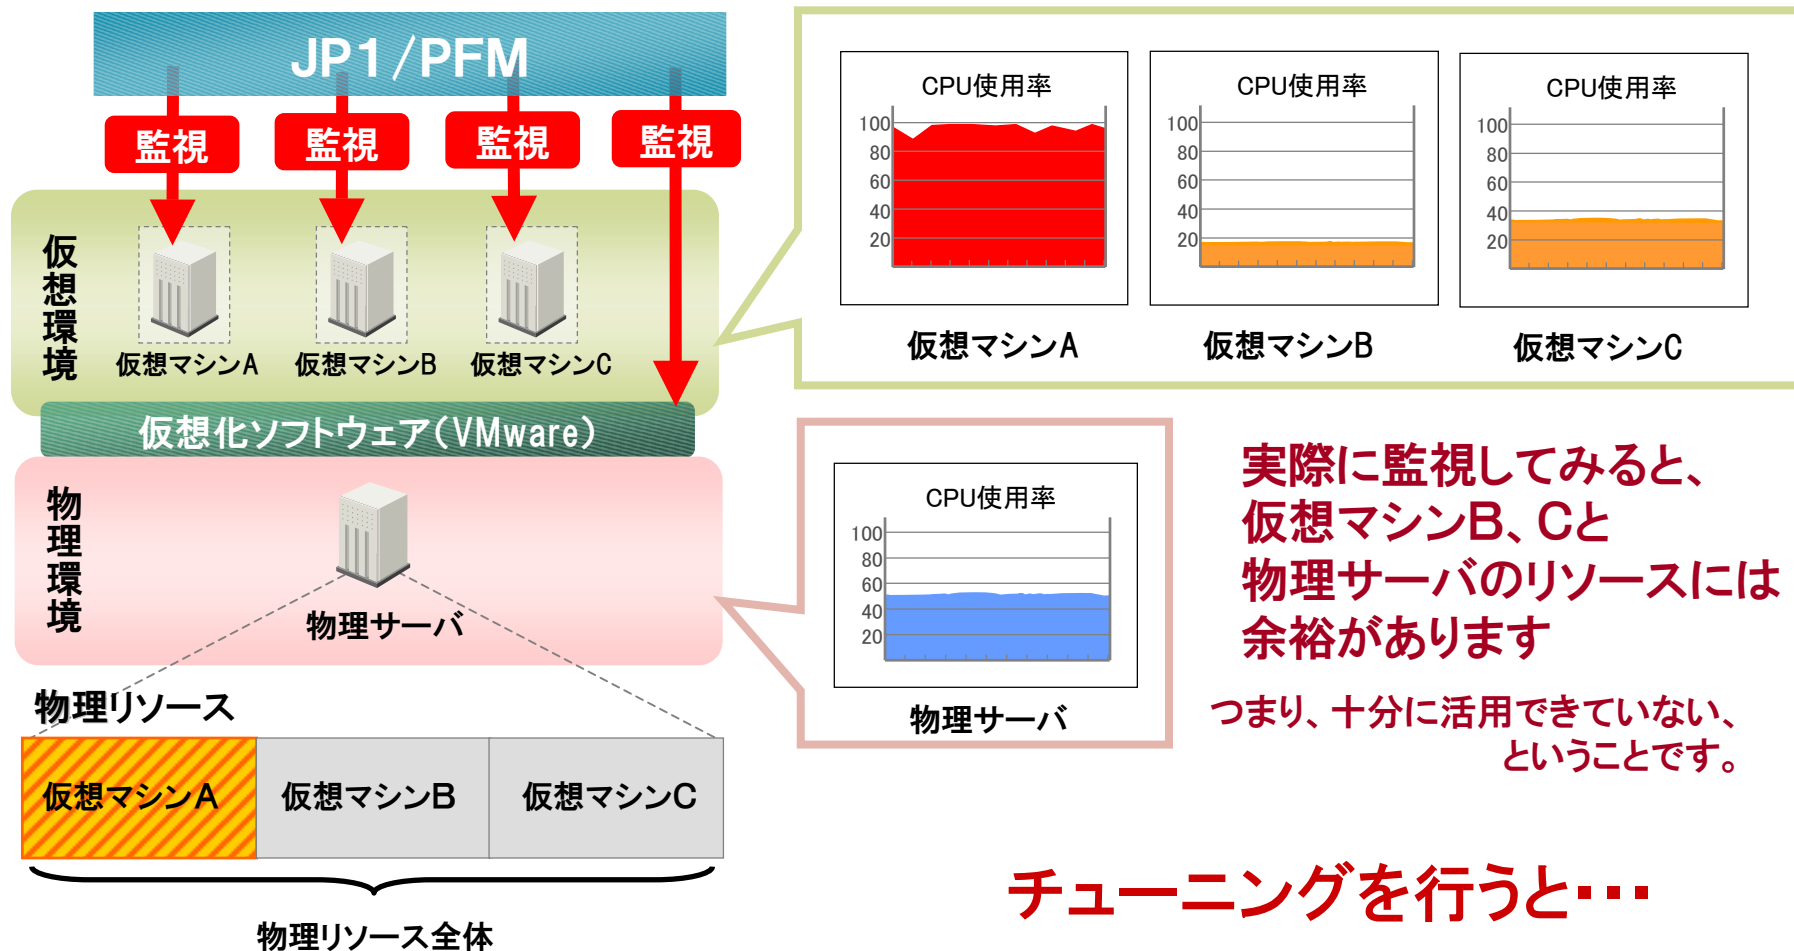 JP1/PFM
監視
監視
監視
監視
仮想環境
仮想マシンA
仮想マシンB
仮想マシンC
仮想化ソフトウェア(VMware)
物理環境
物理サーバ
物理リソース
仮想マシンA
仮想マシンB
仮想マシンC
物理リソース全体
CPU使用率
100
80
60
40
20
仮想マシンA
CPU使用率
100
80
60
40
20
仮想マシンB
CPU使用率
100
80
60
40
20
仮想マシンC
CPU使用率
100
80
60
40
20
物理サーバ
実際に監視してみると、
仮想マシンB、Cと
物理サーバのリソースには
余裕があります
つまり、十分に活用できていない、
ということです。
チューニングを行うと・・・